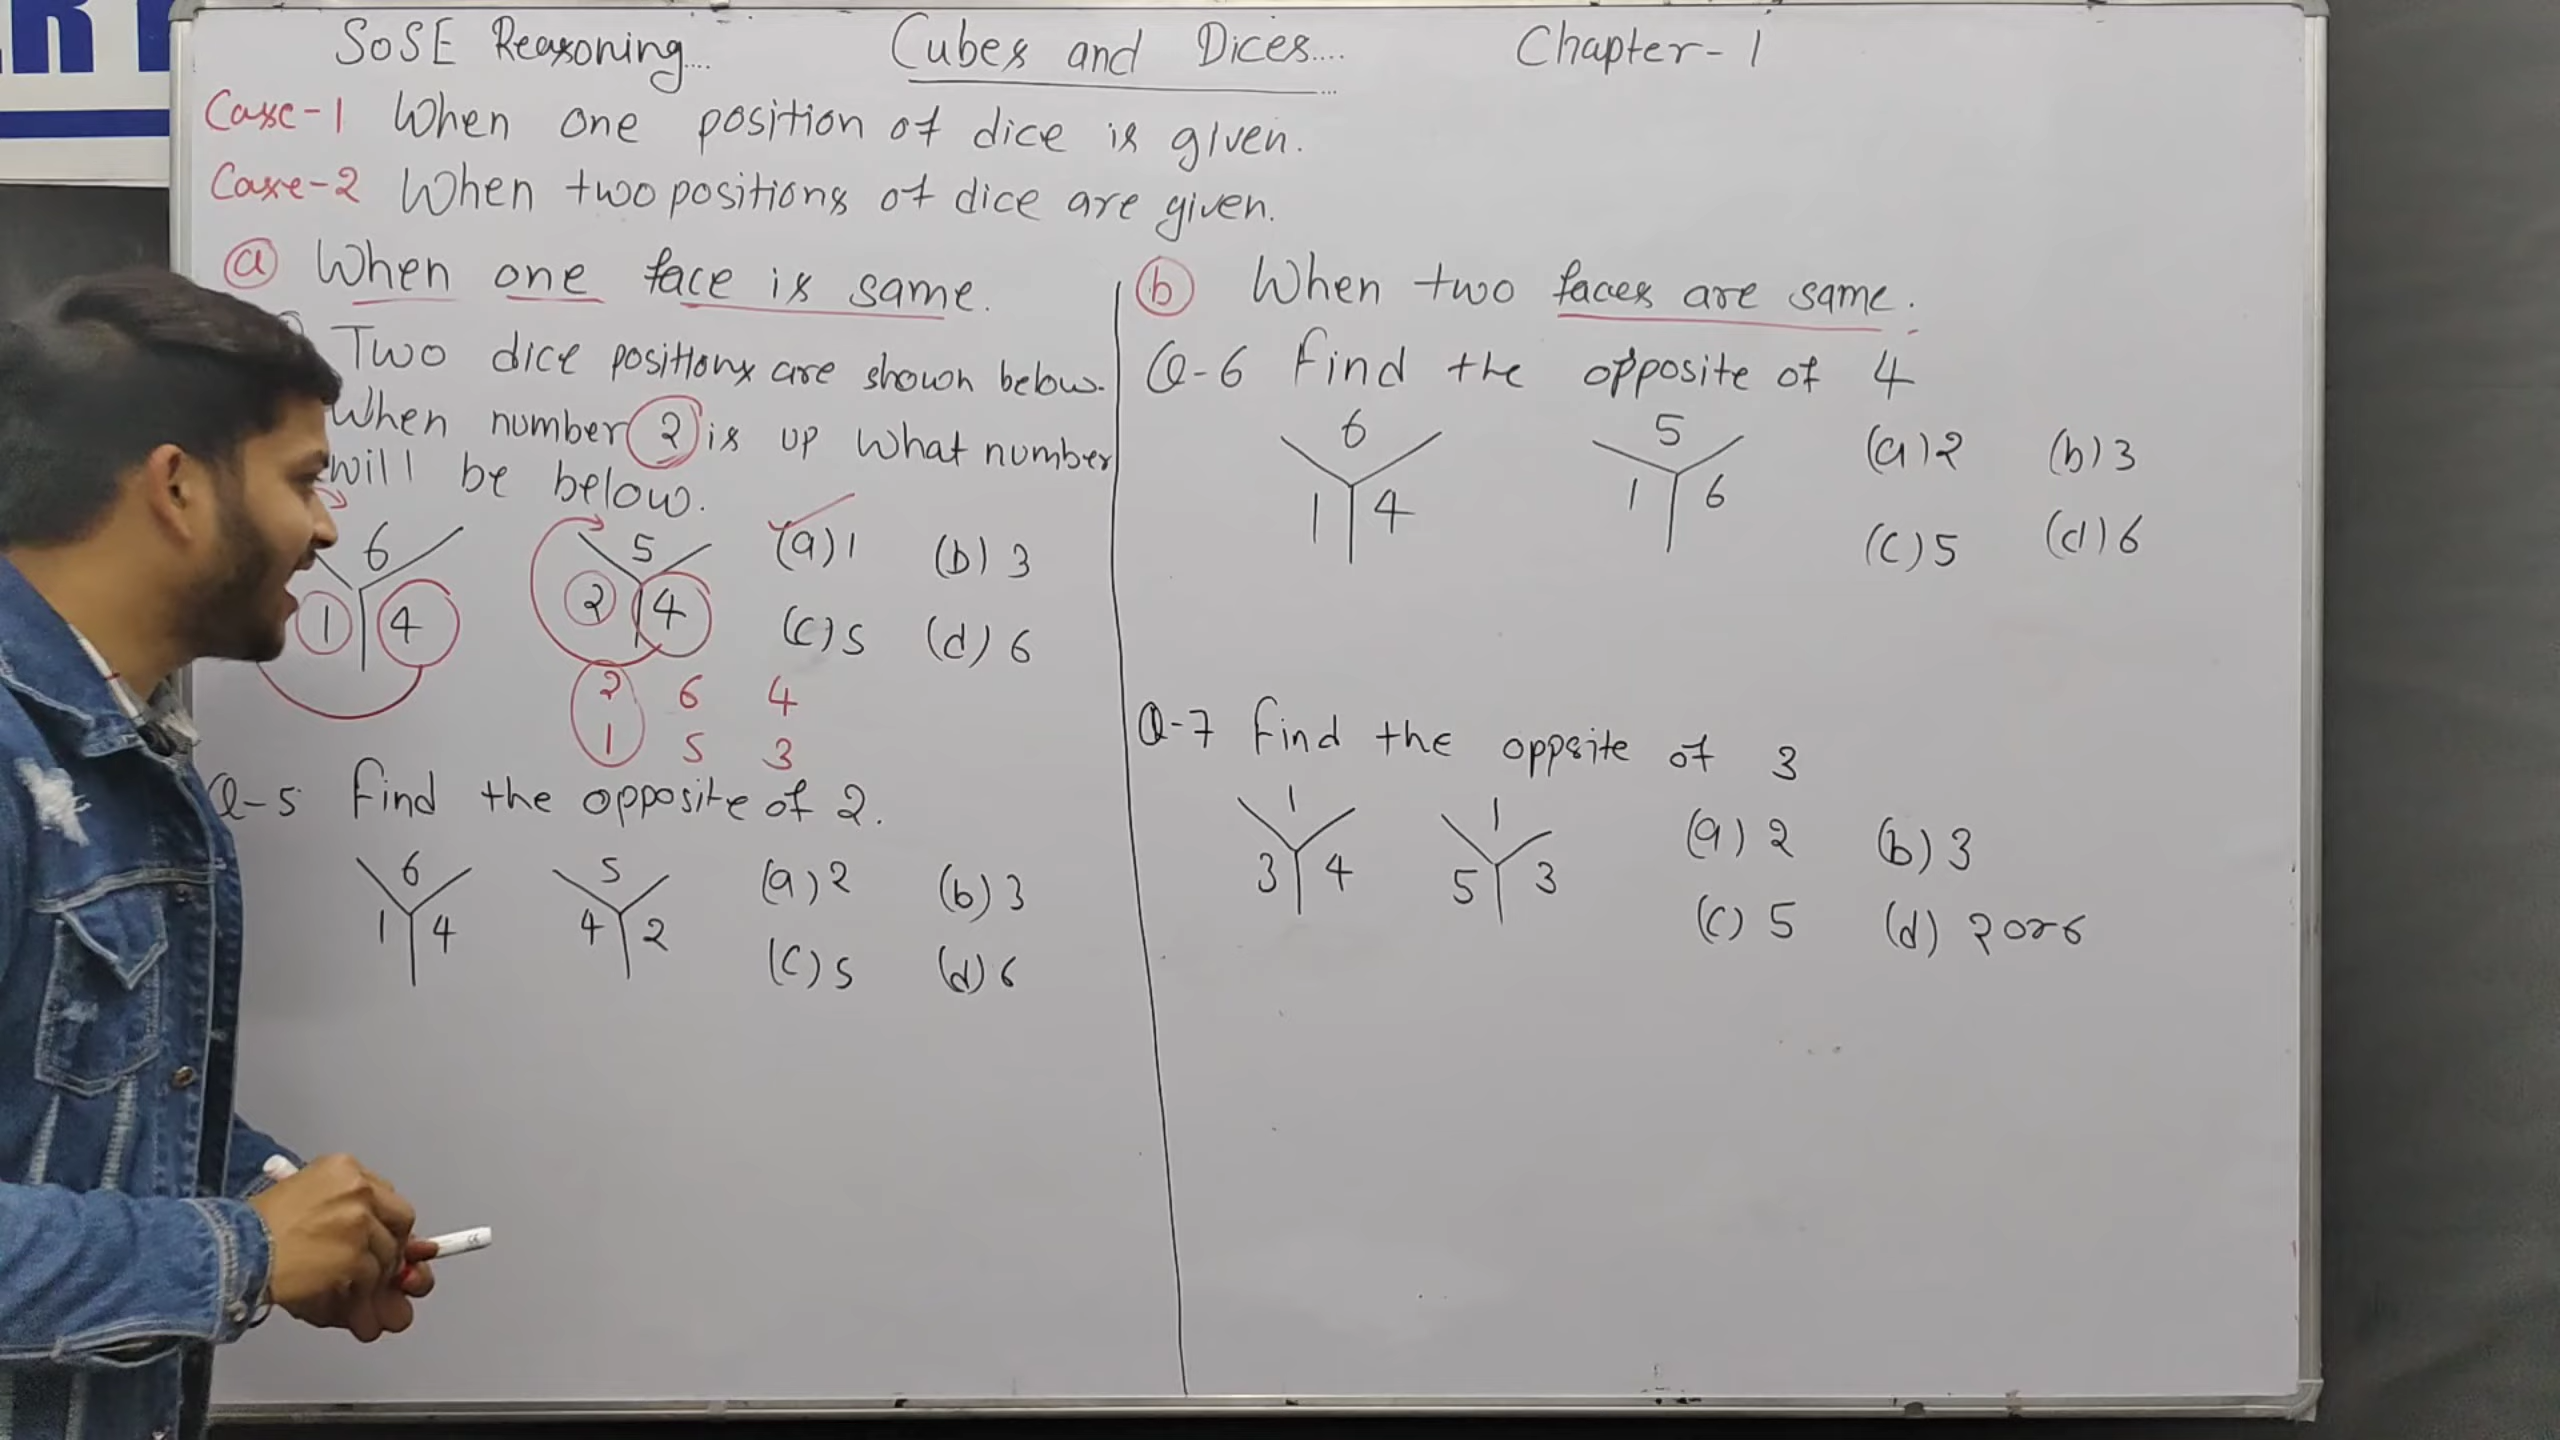 SoSE Reasoning.... Cubes and Dices.... Chapter-1
Case-1 When one position of dice is given.
Case-2 When two positions of dice are given.
(a) When one face is same.
Two dice positions are shown below.
When number 2 is up what number
will be below.
6 5 (a) 1 (b) 3
1 4 2 4 (c) 5 (d) 6
2 6 4
1 5 3
Q-5 Find the opposite of 2.
6 5 (a) 2 (b) 3
1 4 4 2 (c) 5 (d) 6
(b) When two faces are same.
Q-6 Find the opposite of 4
6 5 (a) 2 (b) 3
1 4 1 6 (c) 5 (d) 6
Q-7 Find the oppsite of 3
1 1 (a) 2 (b) 3
3 4 5 3 (c) 5 (d) 2 or 6